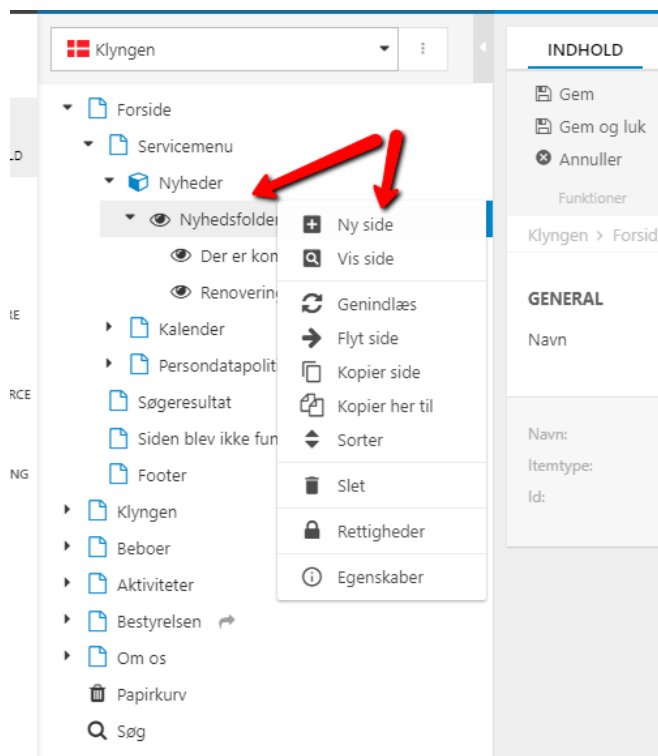 Klyngen
Forside
Servicemenu
Nyheder
Nyhedsfolder
Der er kon
Renovering
Kalender
Persondatapolit
Søgeresultat
Siden blev ikke fun
Footer
Klyngen
Beboer
Aktiviteter
Bestyrelsen
Om os
Papirkurv
Søg
Ny side
Vis side
Genindlæs
Flyt side
Kopier side
Kopier her til
Sorter
Slet
Rettigheder
Egenskaber
INDHOLD
Gem
Gem og luk
Annuller
Funktioner
Klyngen > Forsid
GENERAL
Navn
Navn:
Itemtype:
Id:
LD
RE
RCE
NG